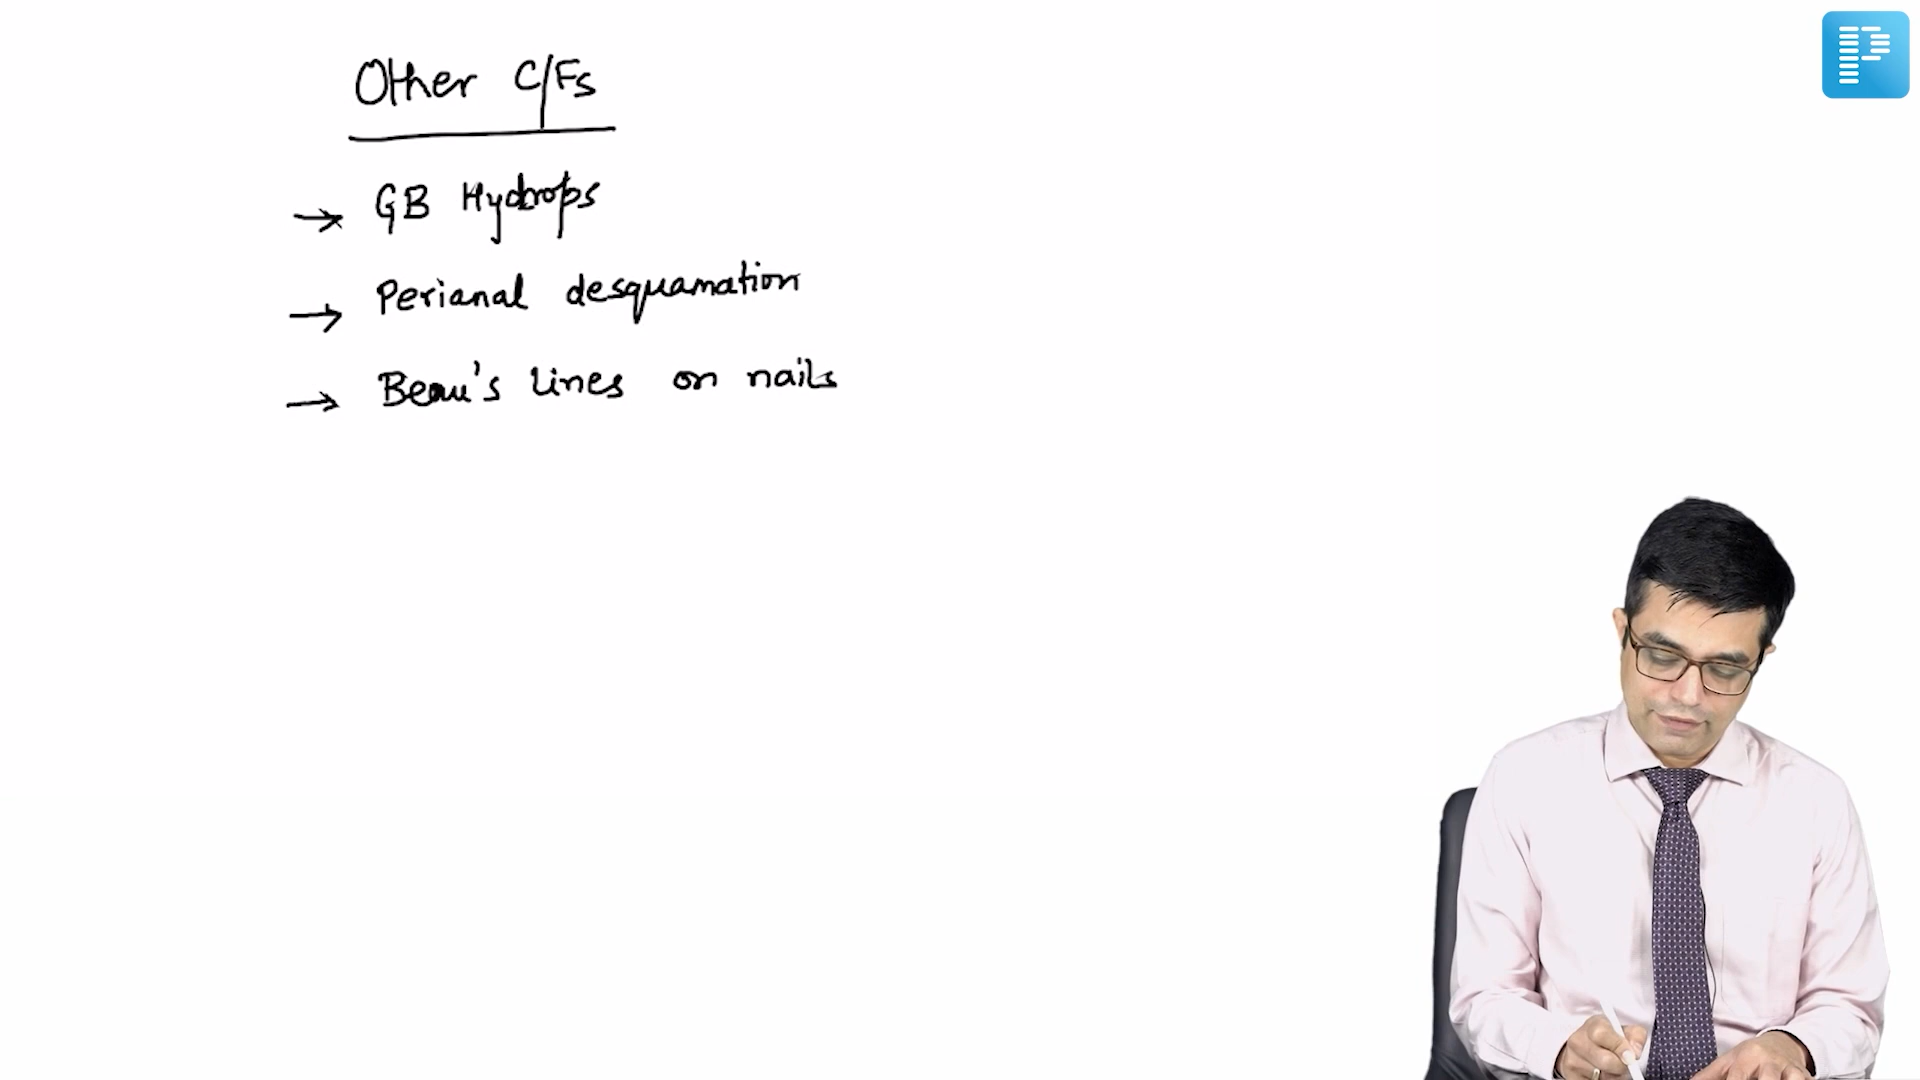 Other C/Fs
→ GB Hydrops
→ Perianal desquamation
→ Beau's lines on nails